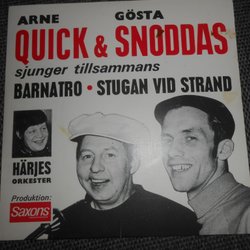 ARNE GÖSTA
QUICK & SNODDAS
sjunger tillsammans
BARNATRO • STUGAN VID STRAND
HÄRJES
ORKESTER
Produktion:
Saxons